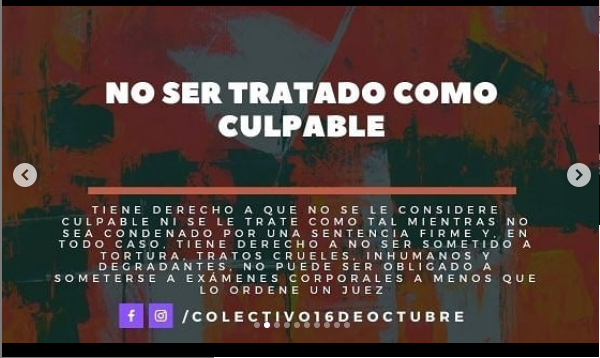 NO SER TRATADO COMO
CULPABLE
TIENE DERECHO A QUE NO SE LE CONSIDERE
CULPABLE NI SE LE TRATE COMO TAL MIENTRAS NO
SEA CONDENADO POR UNA SENTENCIA FIRME Y, EN
TODO CASO, TIENE DERECHO A NO SER SOMETIDO A
TORTURA, TRATOS CRUELES, INHUMANOS Y
DEGRADANTES, NO PUEDE SER OBLIGADO A
SOMETERSE A EXÁMENES CORPORALES A MENOS QUE
LO ORDENE UN JUEZ
/COLECTIVO16DEOCTUBRE